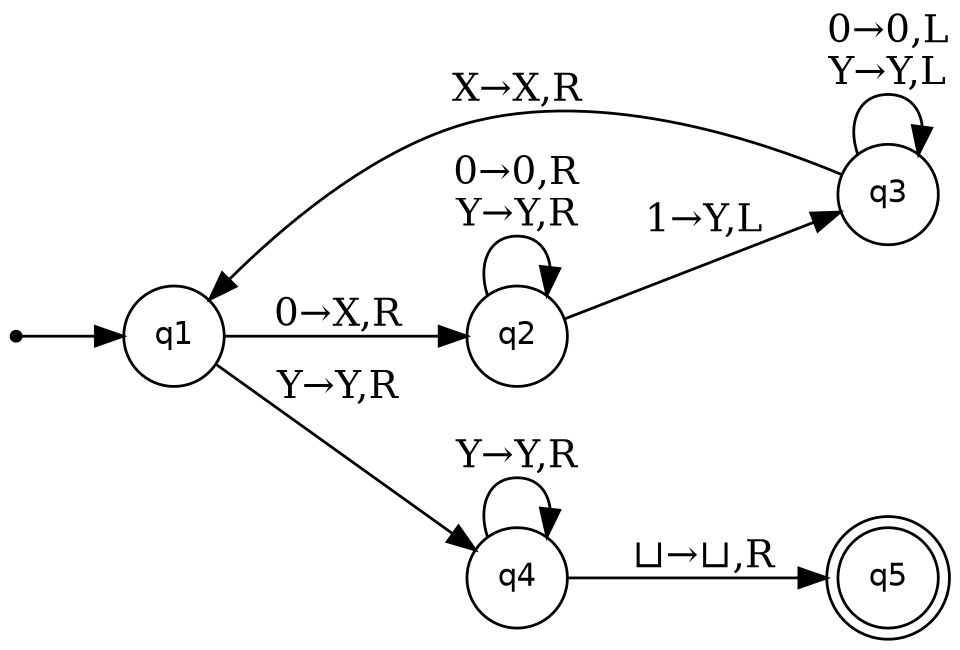 0→0,L
Y→Y,L
X→X,R
0→0,R
Y→Y,R
1→Y,L
q3
0→X,R
q1
q2
Y→Y,R
Y→Y,R
⊔→⊔,R
q4
q5